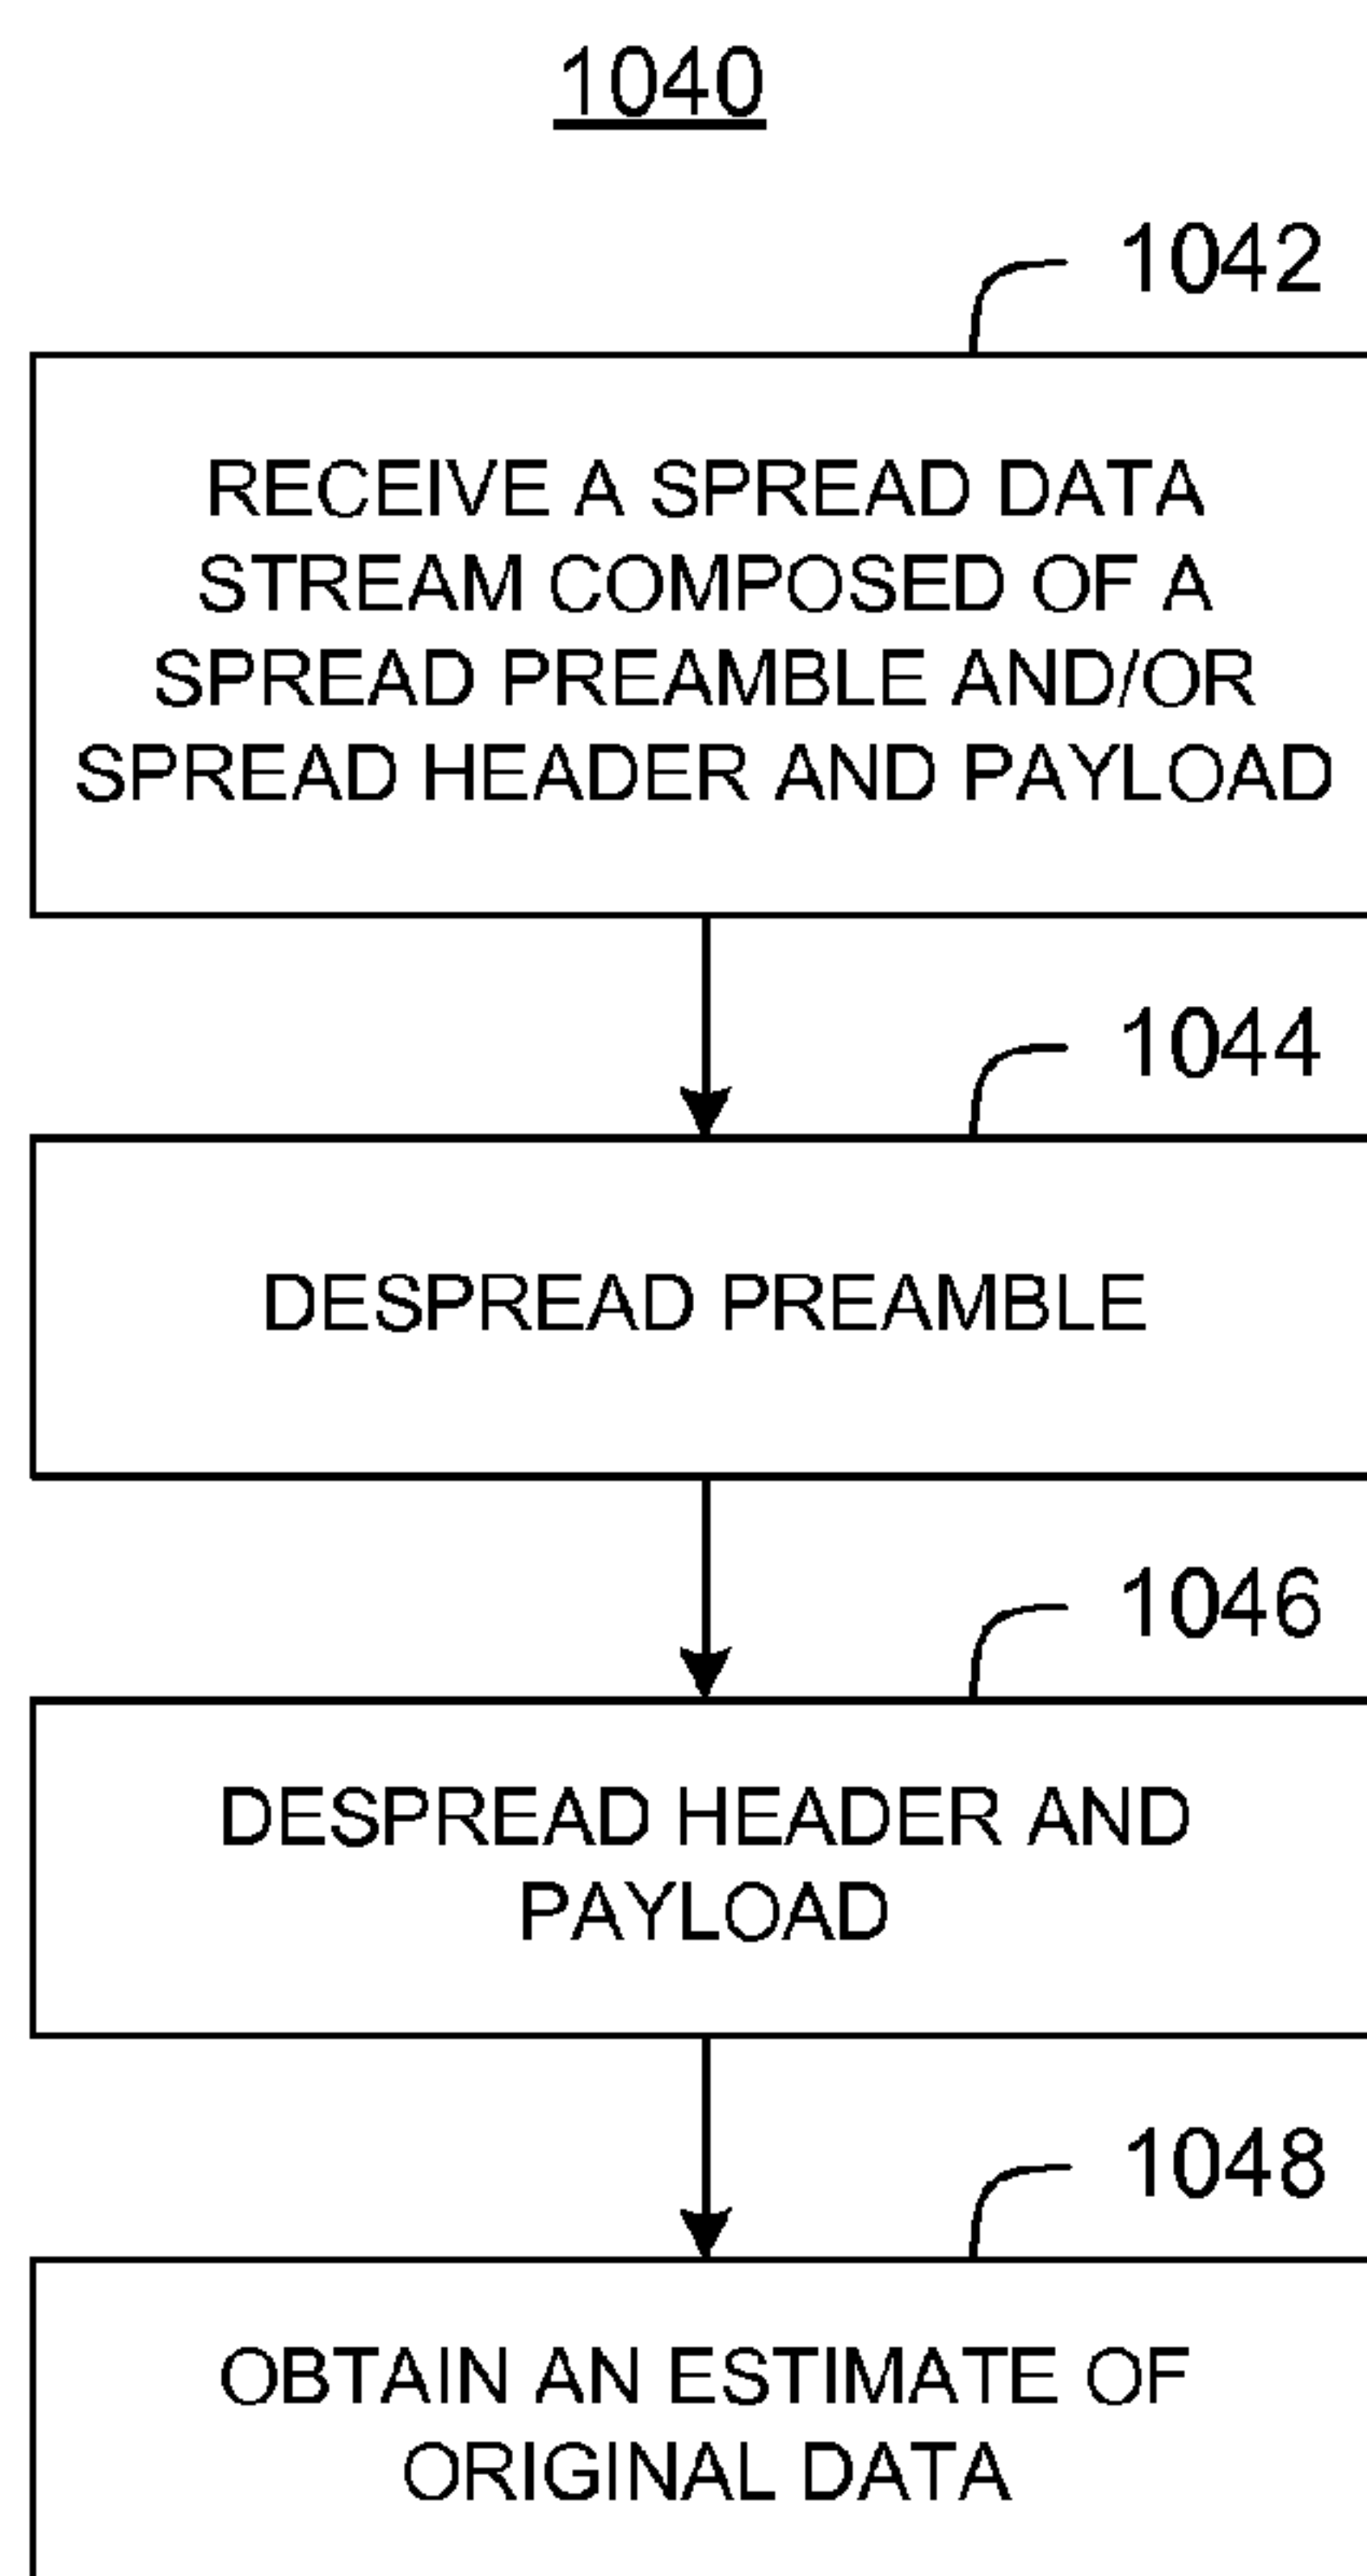 1040
1042
RECEIVE A SPREAD DATA
STREAM COMPOSED OF A
SPREAD PREAMBLE AND/OR
SPREAD HEADER AND PAYLOAD
1044
DESPREAD PREAMBLE
1046
DESPREAD HEADER AND
PAYLOAD
1048
OBTAIN AN ESTIMATE OF
ORIGINAL DATA